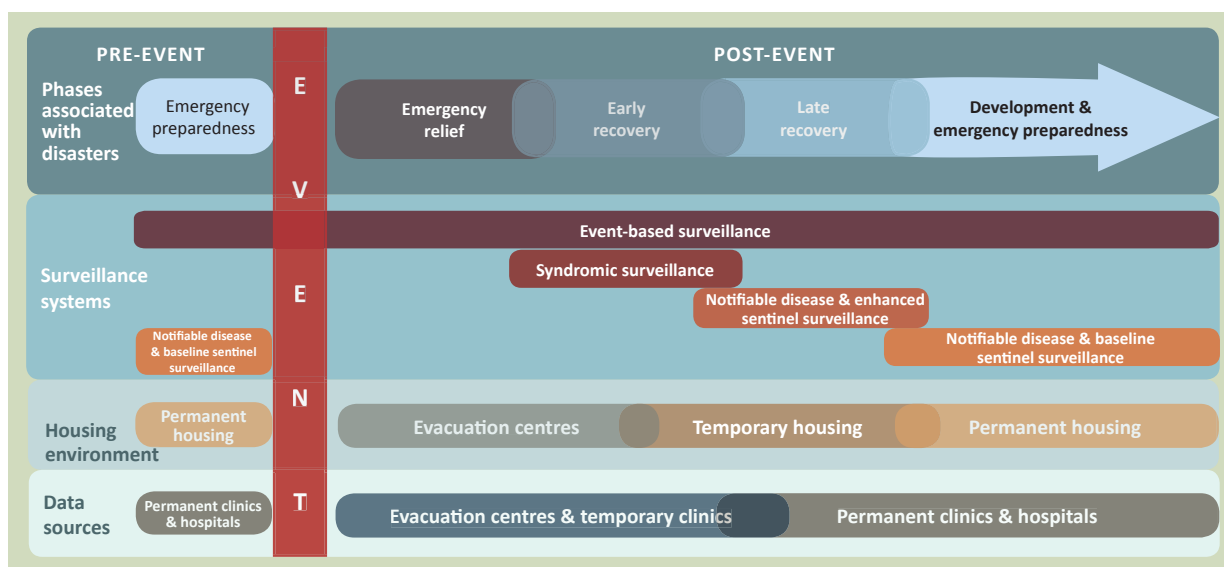 PRE-EVENT
POST-EVENT
Phases
associated
with
disasters
Emergency
preparedness
E
V
E
N
T
Emergency
relief
Early
recovery
Late
recovery
Development &
emergency preparedness
Surveillance
systems
Event-based surveillance
Syndromic surveillance
Notifiable disease & enhanced
sentinel surveillance
Notifiable disease
& baseline sentinel
surveillance
Notifiable disease & baseline
sentinel surveillance
Housing
environment
Permanent
housing
Evacuation centres
Temporary housing
Permanent housing
Data
sources
Permanent clinics
& hospitals
Evacuation centres & temporary clinics
Permanent clinics & hospitals